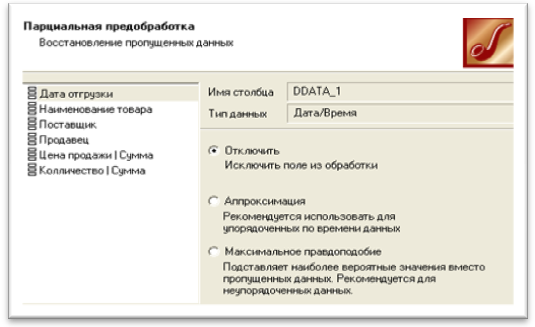 Парциальная предобработка
Восстановление пропущенных данных
Дата отгрузки
Наименование товара
Поставщик
Продавец
Цена продажи | Сумма
Колличество | Сумма
Имя столбца DDATA_1
Тип данных Дата/Время
Отключить
Исключить поле из обработки
Аппроксимация
Рекомендуется использовать для
упорядоченных по времени данных
Максимальное правдоподобие
Подставляет наиболее вероятные значения вместо
пропущенных данных. Рекомендуется для
неупорядоченных данных.